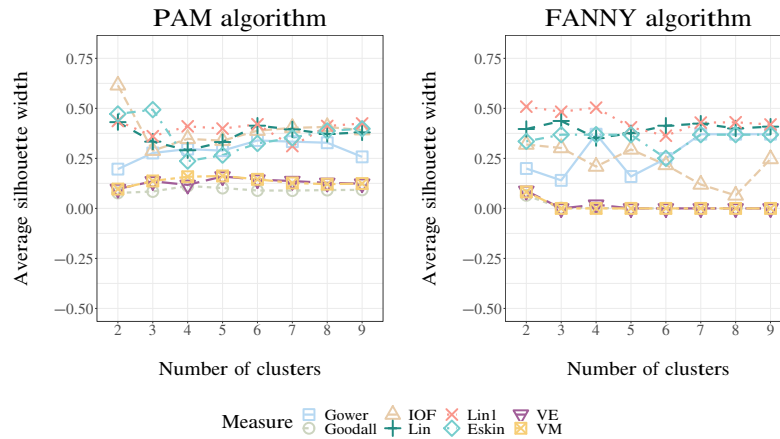 PAM algorithm
Average silhouette width
0.75
0.50
0.25
0.00
−0.25
−0.50
2 3 4 5 6 7 8 9
Number of clusters
FANNY algorithm
Average silhouette width
0.75
0.50
0.25
0.00
−0.25
−0.50
2 3 4 5 6 7 8 9
Number of clusters
Measure
Gower IOF Lin1 VE
Goodall Lin Eskin VM